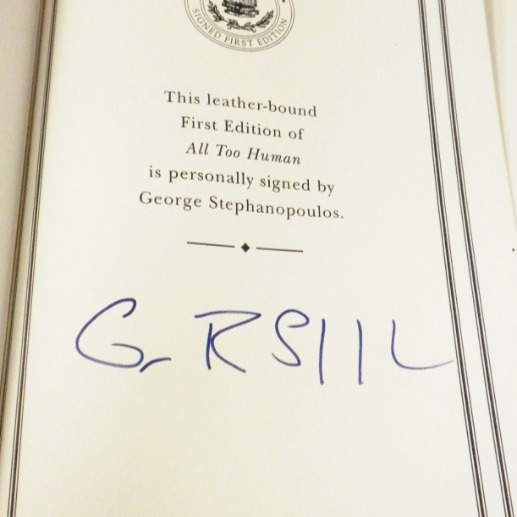 SIGNED FIRST EDITION
This leather-bound
First Edition of
All Too Human
is personally signed by
George Stephanopoulos.